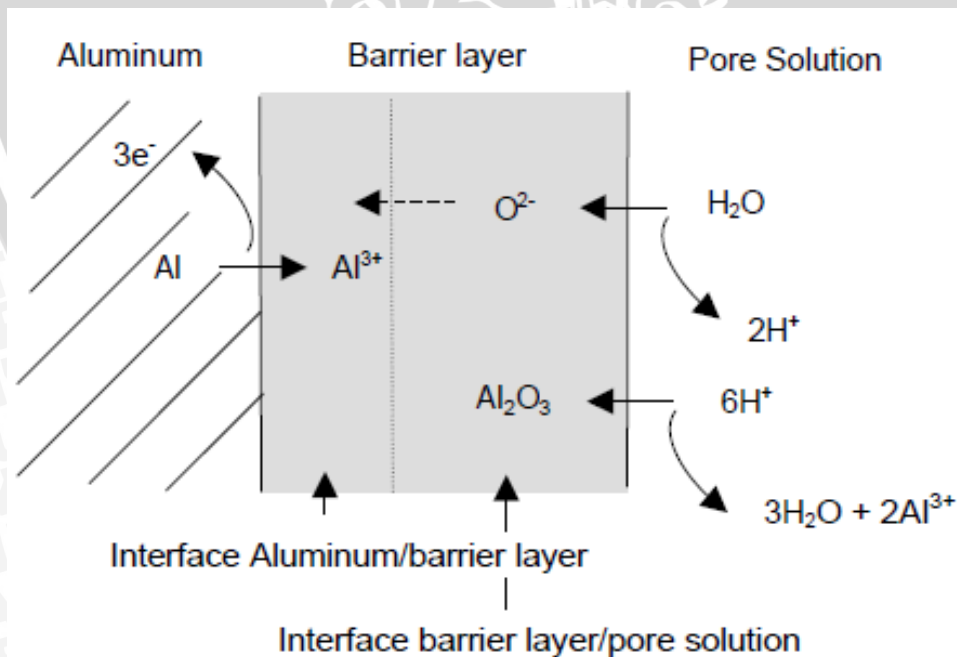 Aluminum Barrier layer Pore Solution
3e⁻
O²⁻ H₂O
Al Al³⁺
2H⁺
Al₂O₃ 6H⁺
3H₂O + 2Al³⁺
Interface Aluminum/barrier layer
Interface barrier layer/pore solution